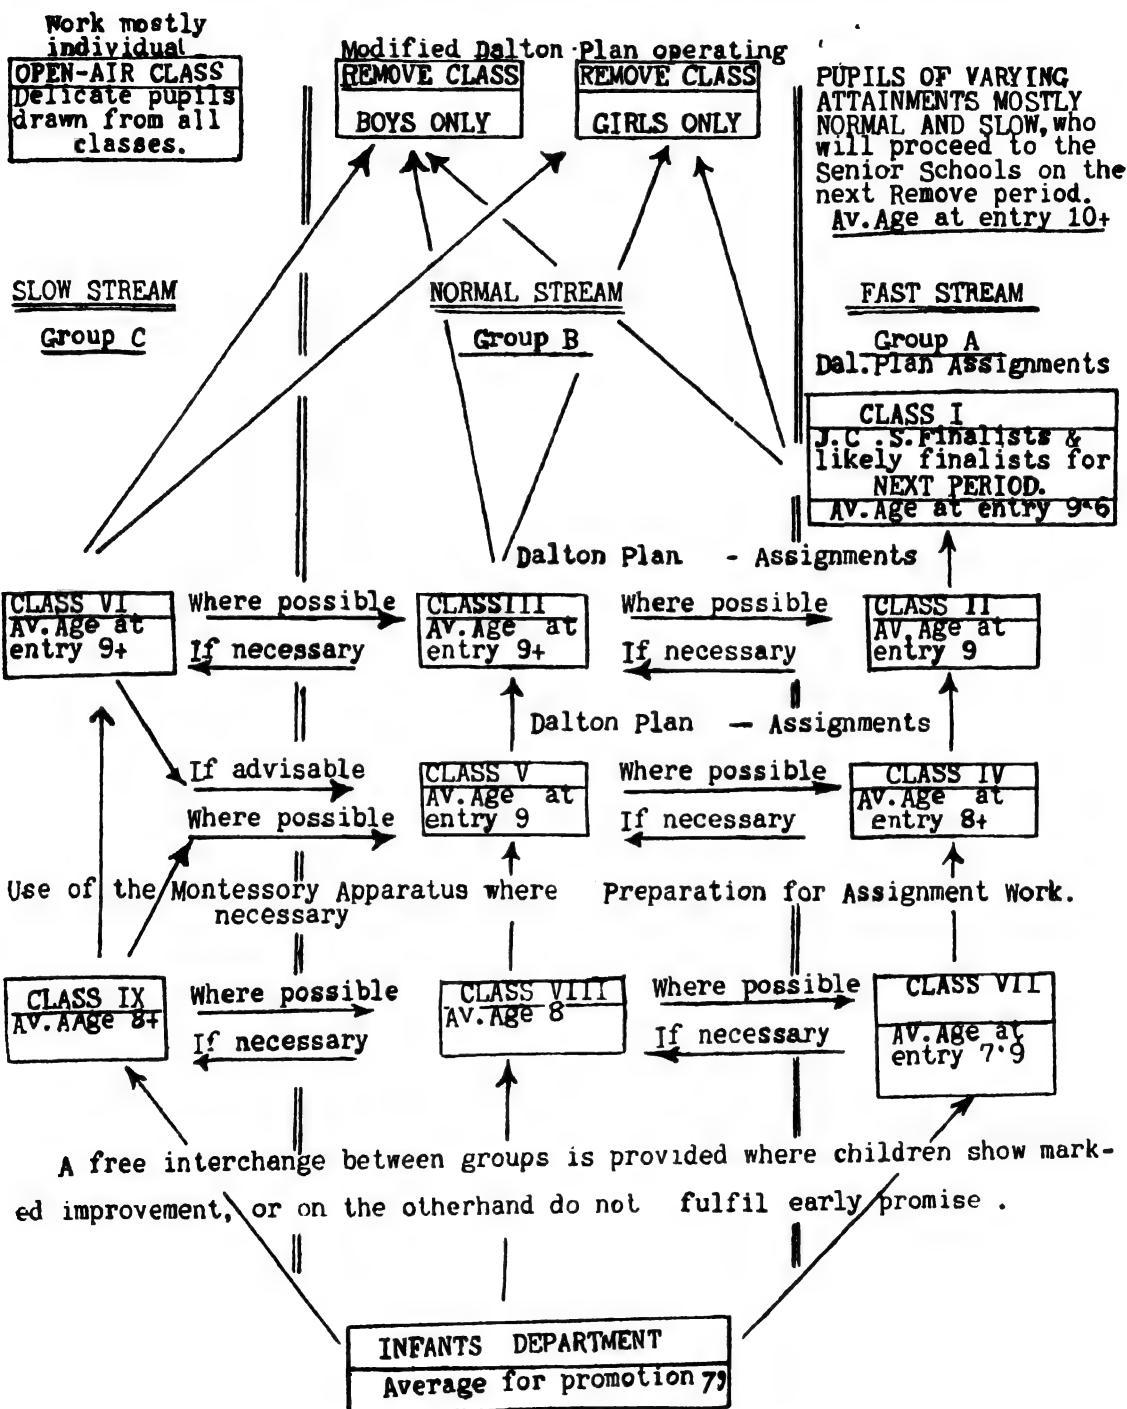 Work mostly
individual
OPEN-AIR CLASS
Delicate pupils
drawn from all
classes.
Modified Dalton Plan operating
REMOVE CLASS
BOYS ONLY
REMOVE CLASS
GIRLS ONLY
PUPILS OF VARYING
ATTAINMENTS MOSTLY
NORMAL AND SLOW, who
will proceed to the
Senior Schools on the
next Remove period.
Av.Age at entry 10+
SLOW STREAM
Group C
NORMAL STREAM
Group B
FAST STREAM
Group A
Dal.Plan Assignments
CLASS I
J.C.S.Finalists &
likely finalists for
NEXT PERIOD.
Av.Age at entry 9·6
Dalton Plan - Assignments
CLASS VI
Av.Age at
entry 9+
Where possible
If necessary
CLASSIII
Av.Age at
entry 9+
Where possible
If necessary
CLASS II
Av.Age at
entry 9
Dalton Plan — Assignments
If advisable
Where possible
CLASS V
Av.Age at
entry 9
Where possible
If necessary
CLASS IV
Av.Age at
entry 8+
Use of the Montessory Apparatus where
necessary
Preparation for Assignment Work.
CLASS IX
Av.AAge 8+
Where possible
If necessary
CLASS VIII
Av.Age 8
Where possible
If necessary
CLASS VII
Av.Age at
entry 7·9
A free interchange between groups is provided where children show mark-
ed improvement, or on the otherhand do not fulfil early promise .
INFANTS DEPARTMENT
Average for promotion